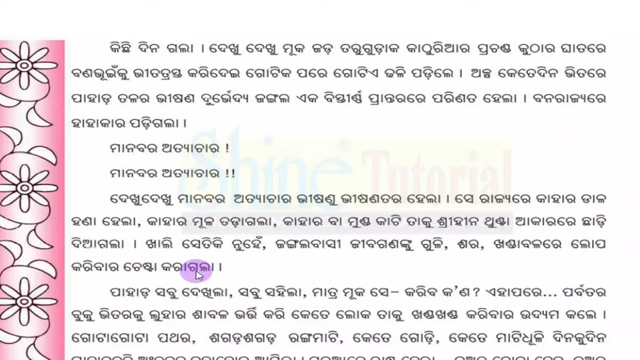 କିଛି ଦିନ ଗଲା । ଦେଖୁ ଦେଖୁ ମୂକ ଜଡ଼ ତରୁଗୁଡ଼ାକ କାଠୁରିଆର ପ୍ରଚଣ୍ଡ କୁଠାର ଘାତରେ
ବଣଭୂଇଁକୁ ଭୀତତ୍ରସ୍ତ କରିଦେଇ ଗୋଟିକ ପରେ ଗୋଟିଏ ଢଳି ପଡ଼ିଲେ । ଅଳ୍ପ କେତେଦିନ ଭିତରେ
ପାହାଡ଼ ତଳର ଭୀଷଣ ଦୁର୍ଭେଦ୍ୟ ଜଙ୍ଗଲ ଏକ ବିସ୍ତୀର୍ଣ୍ଣ ପ୍ରାନ୍ତରରେ ପରିଣତ ହେଲା । ବନରାଜ୍ୟରେ
ହାହାକାର ପଡ଼ିଗଲା ।
ମାନବର ଅତ୍ୟାଚାର !
ମାନବର ଅତ୍ୟାଚାର !!
Shine Tutorial
ଦେଖୁଦେଖୁ ମାନବର ଅତ୍ୟାଚାର ଭୀଷଣରୁ ଭୀଷଣତର ହେଲା । ସେ ରାଜ୍ୟରେ କାହାର ଡାଳ
ହଣା ହେଲା, କାହାର ମୂଳ ତଡ଼ାଗଲା, କାହାର ବା ମୁଣ୍ଡ କାଟି ତାକୁ ଶ୍ରୀହୀନ ଥୁଣ୍ଟା ଆକାରରେ ଛାଡ଼ି
ଦିଆଗଲା । ଖାଲି ସେତିକି ନୁହେଁ, ଜଙ୍ଗଲବାସୀ ଜୀବଗଣଙ୍କୁ ଗୁଳି, ଶର, ଖଣ୍ଡାବଳରେ ଲୋପ
କରିବାର ଚେଷ୍ଟା କରାଗଲା ।
ପାହାଡ଼ ସବୁ ଦେଖିଲା, ସବୁ ସହିଲା, ମାତ୍ର ମୂକ ସେ– କରିବ କ'ଣ ? ଏହାପରେ... ପର୍ବତର
ବୁକୁ ଭିତରକୁ ଲୁହାର ଶାବଳ ଭର୍ତ୍ତି କରି କେତେ ଲୋକ ତାକୁ ଖଣ୍ଡଖଣ୍ଡ କରିବାର ଉଦ୍ୟମ କଲେ ।
ଗୋଟାଗୋଟା ପଥର, ଶଗଡ଼ଶଗଡ଼ ରଙ୍ଗମାଟି, କେତେ ଗୋଡ଼ି, କେତେ ମାଟିଧୂଳି ଦିନକୁଦିନ